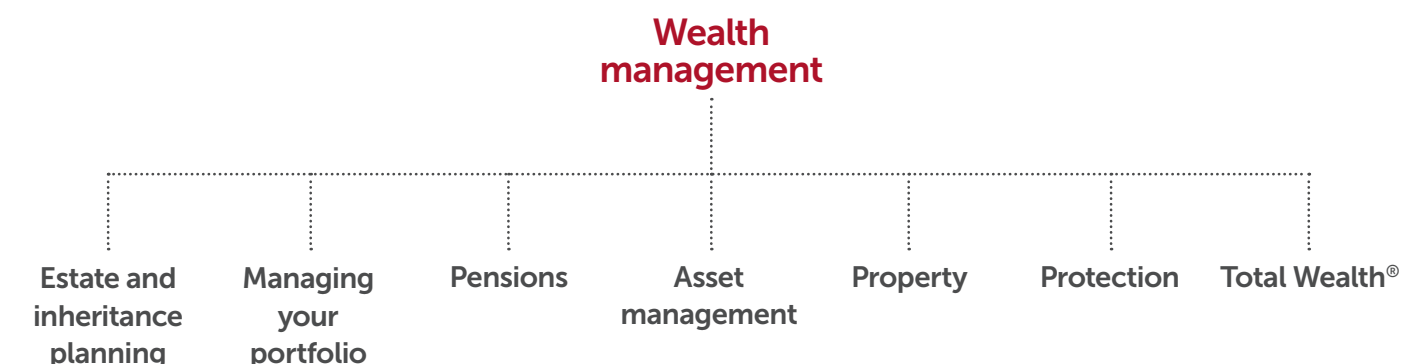 Wealth
management
Estate and
inheritance
planning
Managing
your
portfolio
Pensions
Asset
management
Property
Protection
Total Wealth®